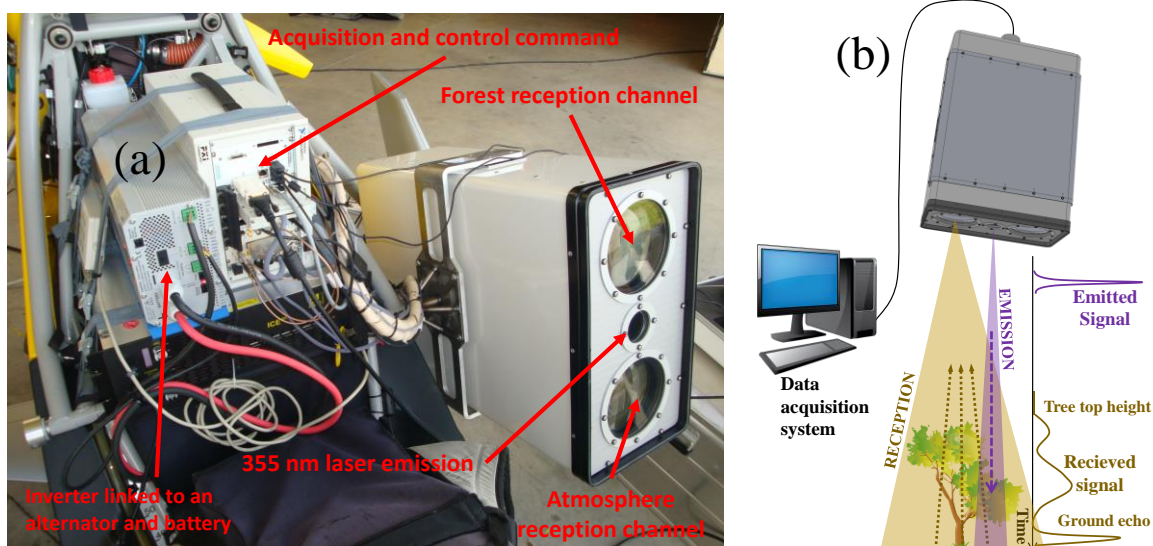 (a)
Acquisition and control command
Forest reception channel
355 nm laser emission
Inverter linked to an
alternator and battery
Atmosphere
reception channel
ICE
(b)
EMISSION
Emitted
Signal
RECEPTION
Data
acquisition
system
Tree top height
Recieved
signal
Ground echo
Time